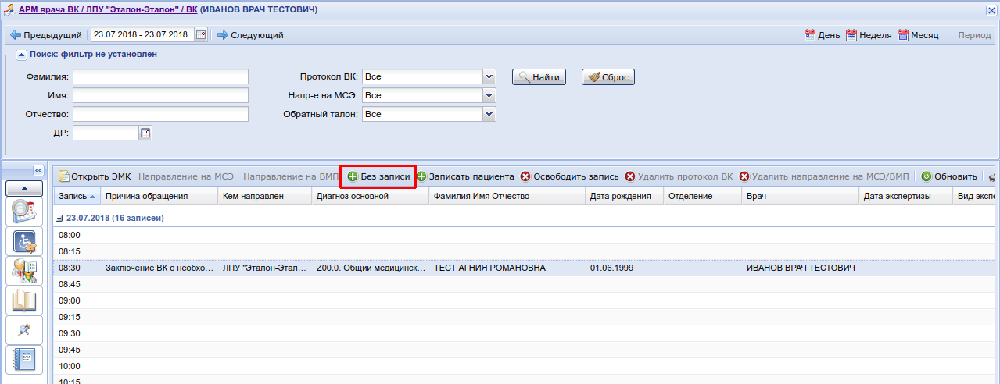 АРМ врача ВК / ЛПУ "Эталон-Эталон" / ВК (ИВАНОВ ВРАЧ ТЕСТОВИЧ)
Предыдущий 23.07.2018 - 23.07.2018 Следующий День Неделя Месяц Период
Поиск: фильтр не установлен
Фамилия: Протокол ВК: Все Найти Сброс
Имя: Напр-е на МСЭ: Все
Отчество: Обратный талон: Все
ДР:
Открыть ЭМК Направление на МСЭ Направление на ВМП Без записи Записать пациента Освободить запись Удалить протокол ВК Удалить направление на МСЭ/ВМП Обновить
Запись Причина обращения Кем направлен Диагноз основной Фамилия Имя Отчество Дата рождения Отделение Врач Дата экспертизы Вид экспе
23.07.2018 (16 записей)
08:00
08:15
08:30 Заключение ВК о необхо... ЛПУ "Эталон-Этал... Z00.0. Общий медицинск... ТЕСТ АГНИЯ РОМАНОВНА 01.06.1999 ИВАНОВ ВРАЧ ТЕСТОВИЧ
08:45
09:00
09:15
09:30
09:45
10:00
10:15